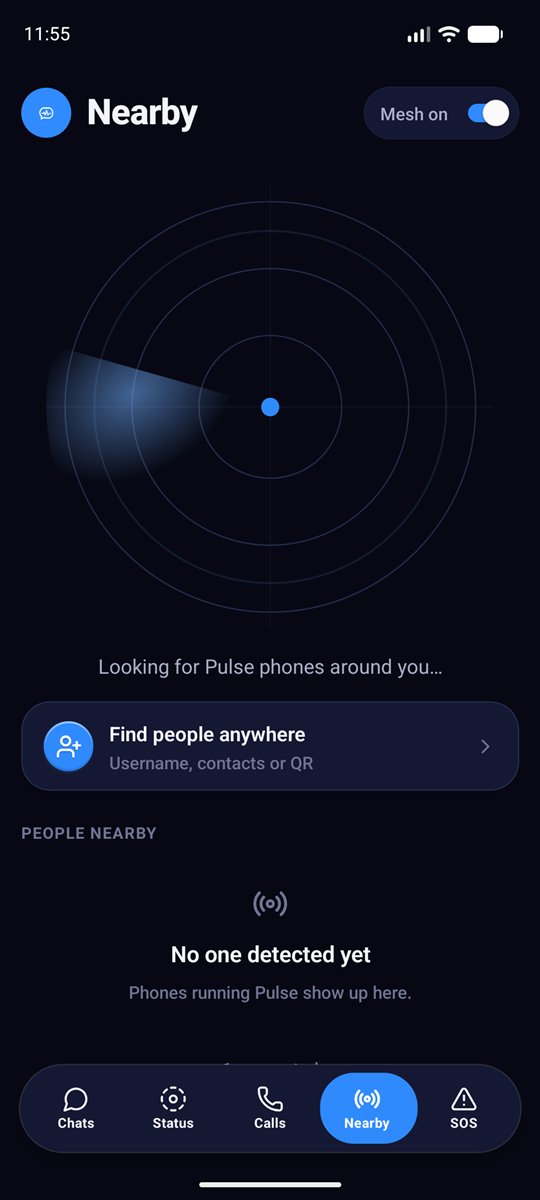 11:55
Nearby
Mesh on
Looking for Pulse phones around you…
Find people anywhere
Username, contacts or QR
PEOPLE NEARBY
No one detected yet
Phones running Pulse show up here.
Chats
Status
Calls
Nearby
SOS